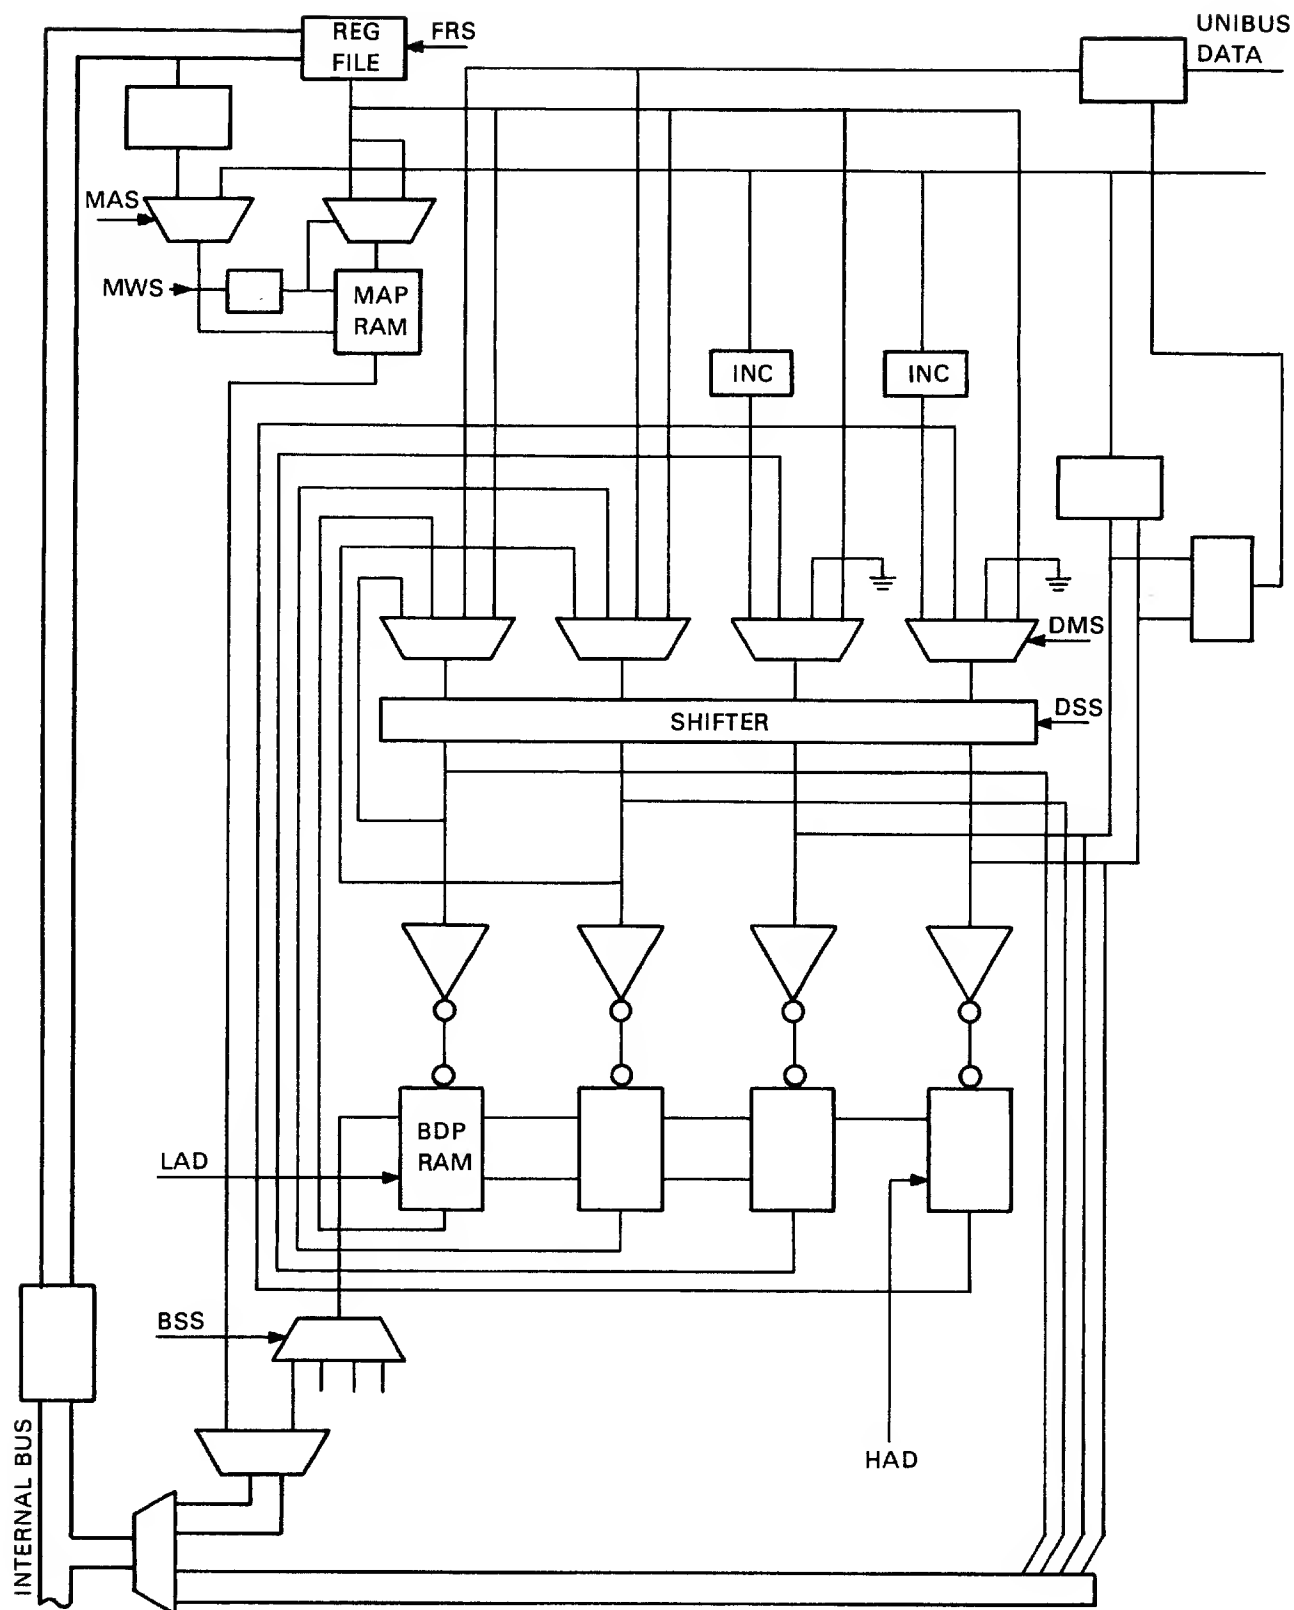 REG
FILE
FRS
UNIBUS
DATA
MAS
MWS
MAP
RAM
INC
INC
DMS
SHIFTER
DSS
BDP
RAM
LAD
BSS
HAD
INTERNAL BUS